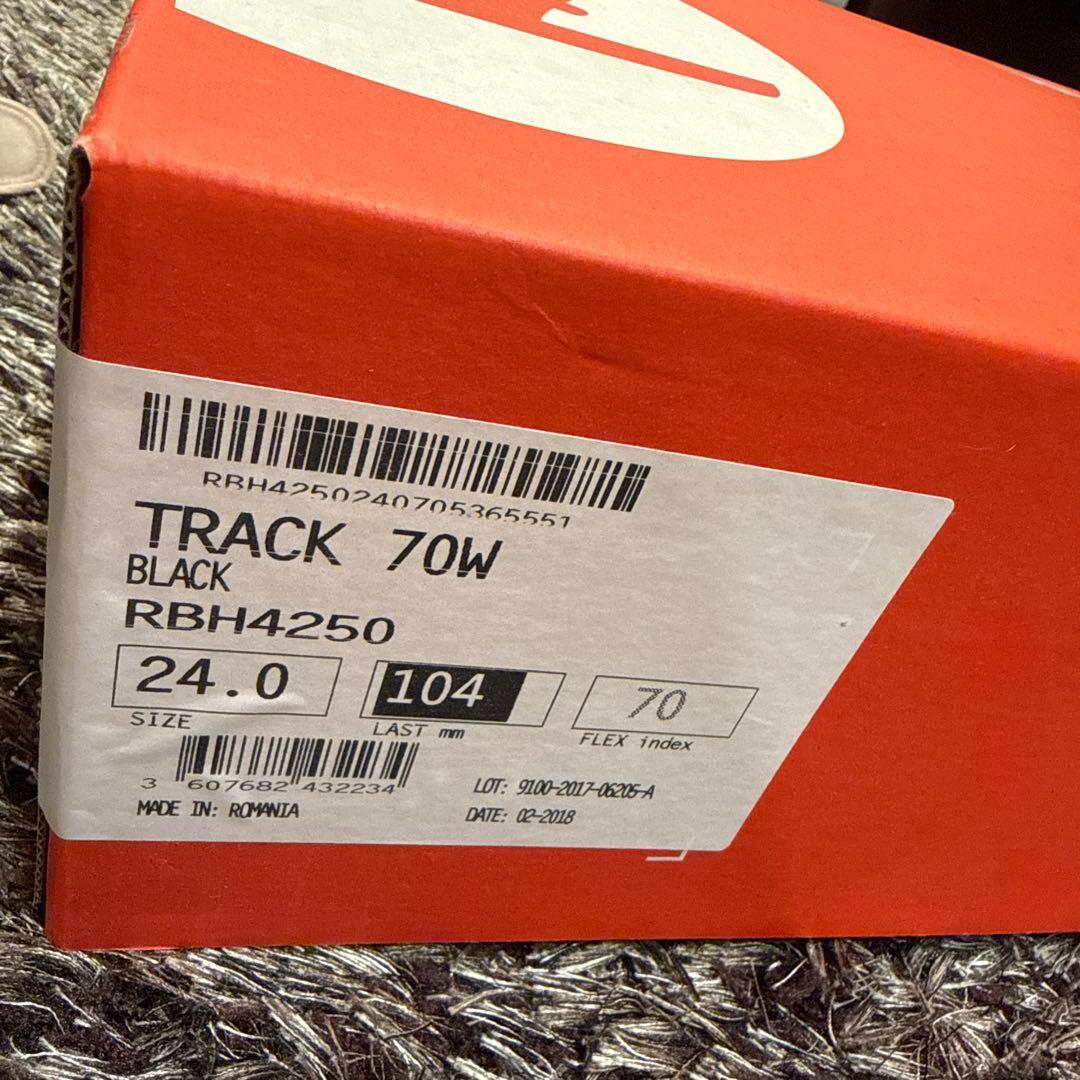 RBH4250240705365551
TRACK 70W
BLACK
RBH4250
24.0 104 70
SIZE LAST mm FLEX index
3 607682 432234
LOT: 9100-2017-06205-A
MADE IN: ROMANIA
DATE: 02-2018